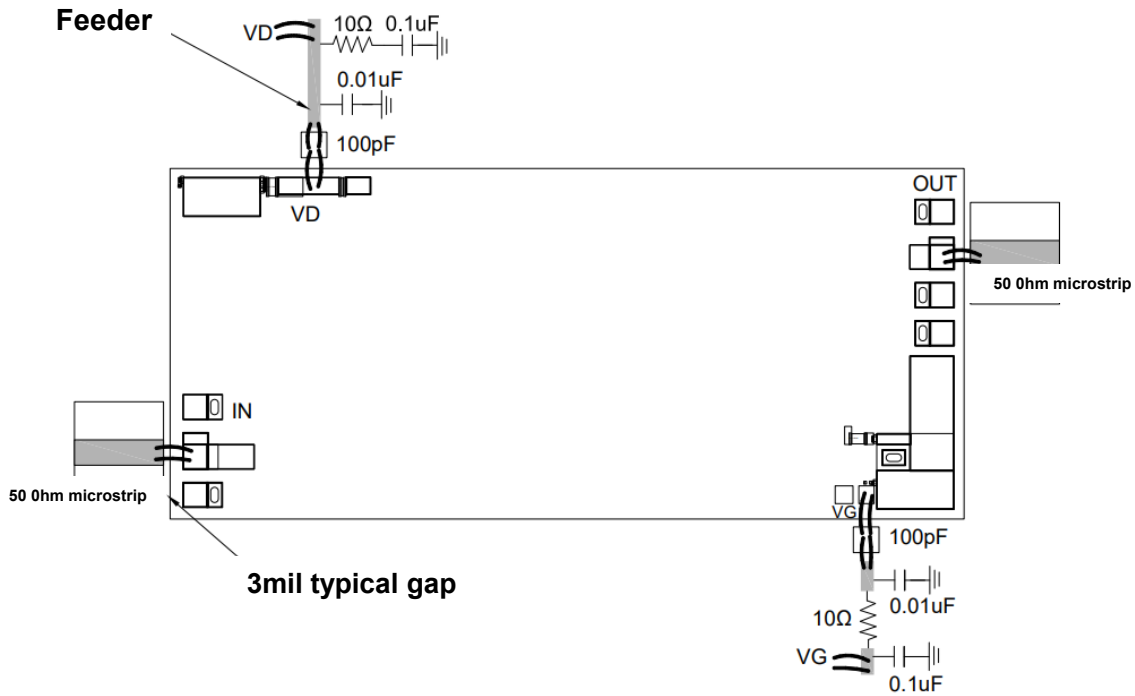 Feeder
VD
10Ω
0.1uF
0.01uF
100pF
VD
OUT
50 0hm microstrip
IN
50 0hm microstrip
VG
100pF
3mil typical gap
0.01uF
10Ω
VG
0.1uF